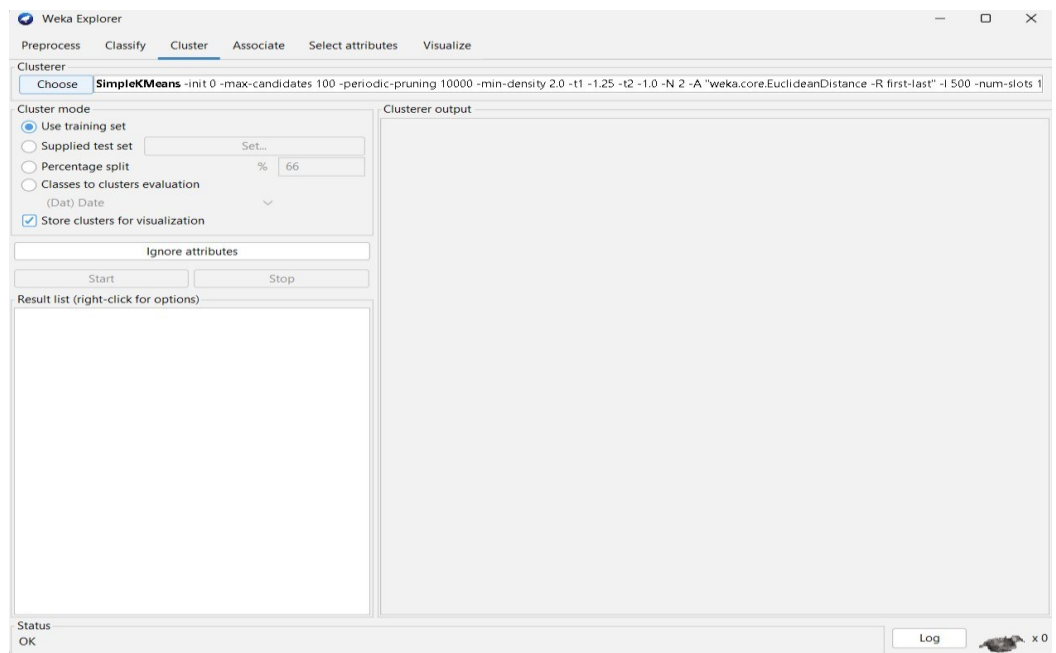 Weka Explorer
Preprocess Classify Cluster Associate Select attributes Visualize
Clusterer
Choose SimpleKMeans -init 0 -max-candidates 100 -periodic-pruning 10000 -min-density 2.0 -t1 -1.25 -t2 -1.0 -N 2 -A "weka.core.EuclideanDistance -R first-last" -I 500 -num-slots 1
Cluster mode
Use training set
Supplied test set Set...
Percentage split % 66
Classes to clusters evaluation
(Dat) Date
Store clusters for visualization
Ignore attributes
Start Stop
Result list (right-click for options)
Clusterer output
Status
OK
Log x 0